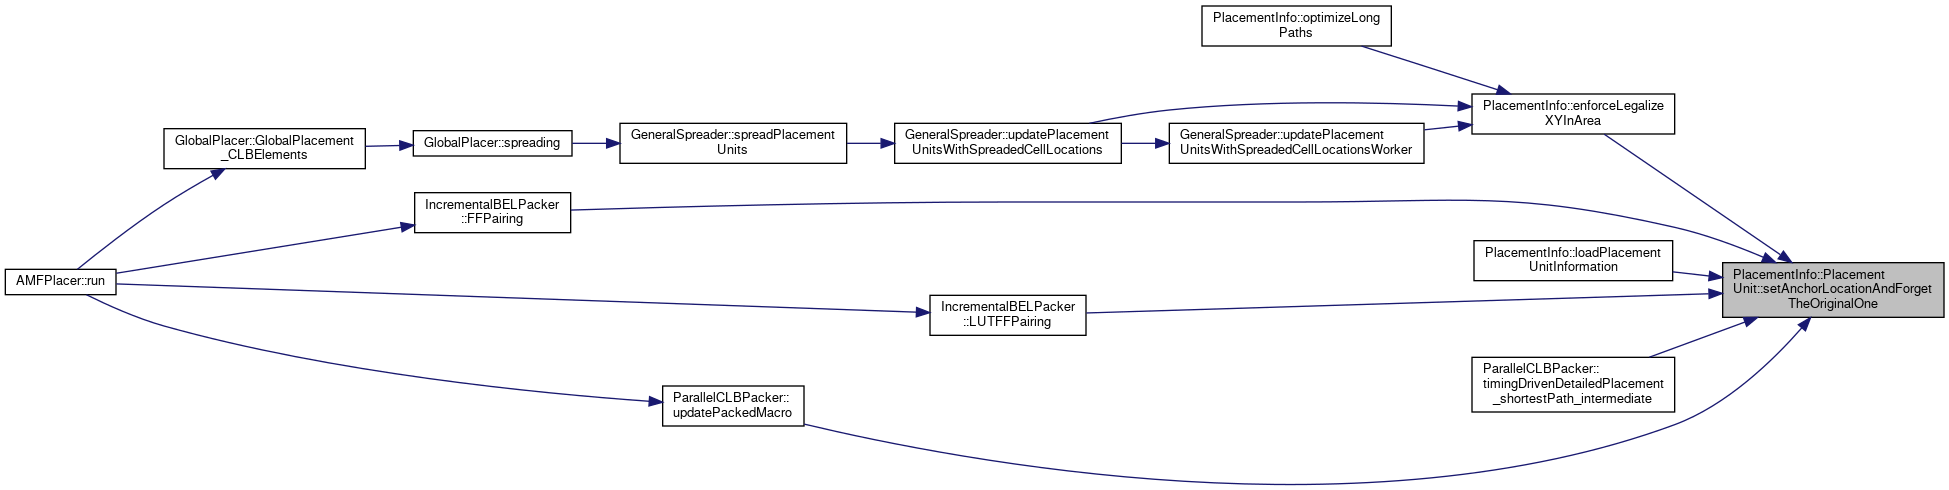 PlacementInfo::optimizeLong
Paths
PlacementInfo::enforceLegalize
XYInArea
GlobalPlacer::GlobalPlacement
_CLBElements
GlobalPlacer::spreading
GeneralSpreader::spreadPlacement
Units
GeneralSpreader::updatePlacement
UnitsWithSpreadedCellLocations
GeneralSpreader::updatePlacement
UnitsWithSpreadedCellLocationsWorker
IncrementalBELPacker
::FFPairing
PlacementInfo::loadPlacement
UnitInformation
AMFPlacer::run
PlacementInfo::Placement
Unit::setAnchorLocationAndForget
TheOriginalOne
IncrementalBELPacker
::LUTFFPairing
ParallelCLBPacker::
timingDrivenDetailedPlacement
_shortestPath_intermediate
ParallelCLBPacker::
updatePackedMacro